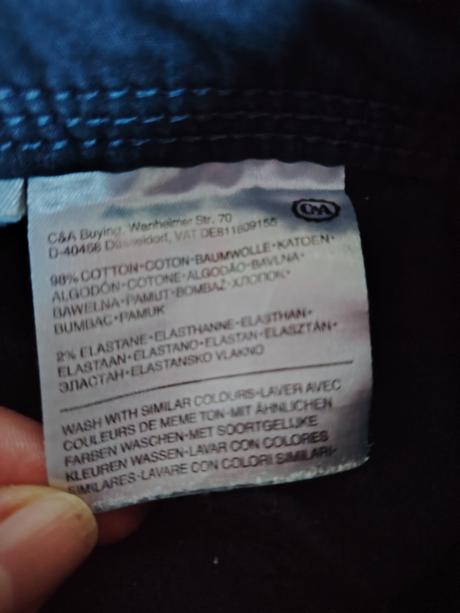 C&A Buying, Wanheimer Str. 70
D-40468 Düsseldorf, VAT DE811809155
C&A
98% COTTON•COTON•BAUMWOLLE•KATOEN•
ALGODÓN•COTONE•ALGODÃO•BAVLNA•
BAWEŁNA•PAMUT•BOMBAŽ•ХЛОПОК•
BUMBAC•PAMUK
2% ELASTANE•ELASTHANNE•ELASTHAN•
ELASTAAN•ELASTANO•ELASTAN•ELASZTÁN•
ЭЛАСТАН•ELASTANSKO VLAKNO
WASH WITH SIMILAR COLOURS•LAVER AVEC
COULEURS DE MEME TON•MIT ÄHNLICHEN
FARBEN WASCHEN•MET SOORTGELIJKE
KLEUREN WASSEN•LAVAR CON COLORES
SIMILARES•LAVARE CON COLORI SIMILARI•